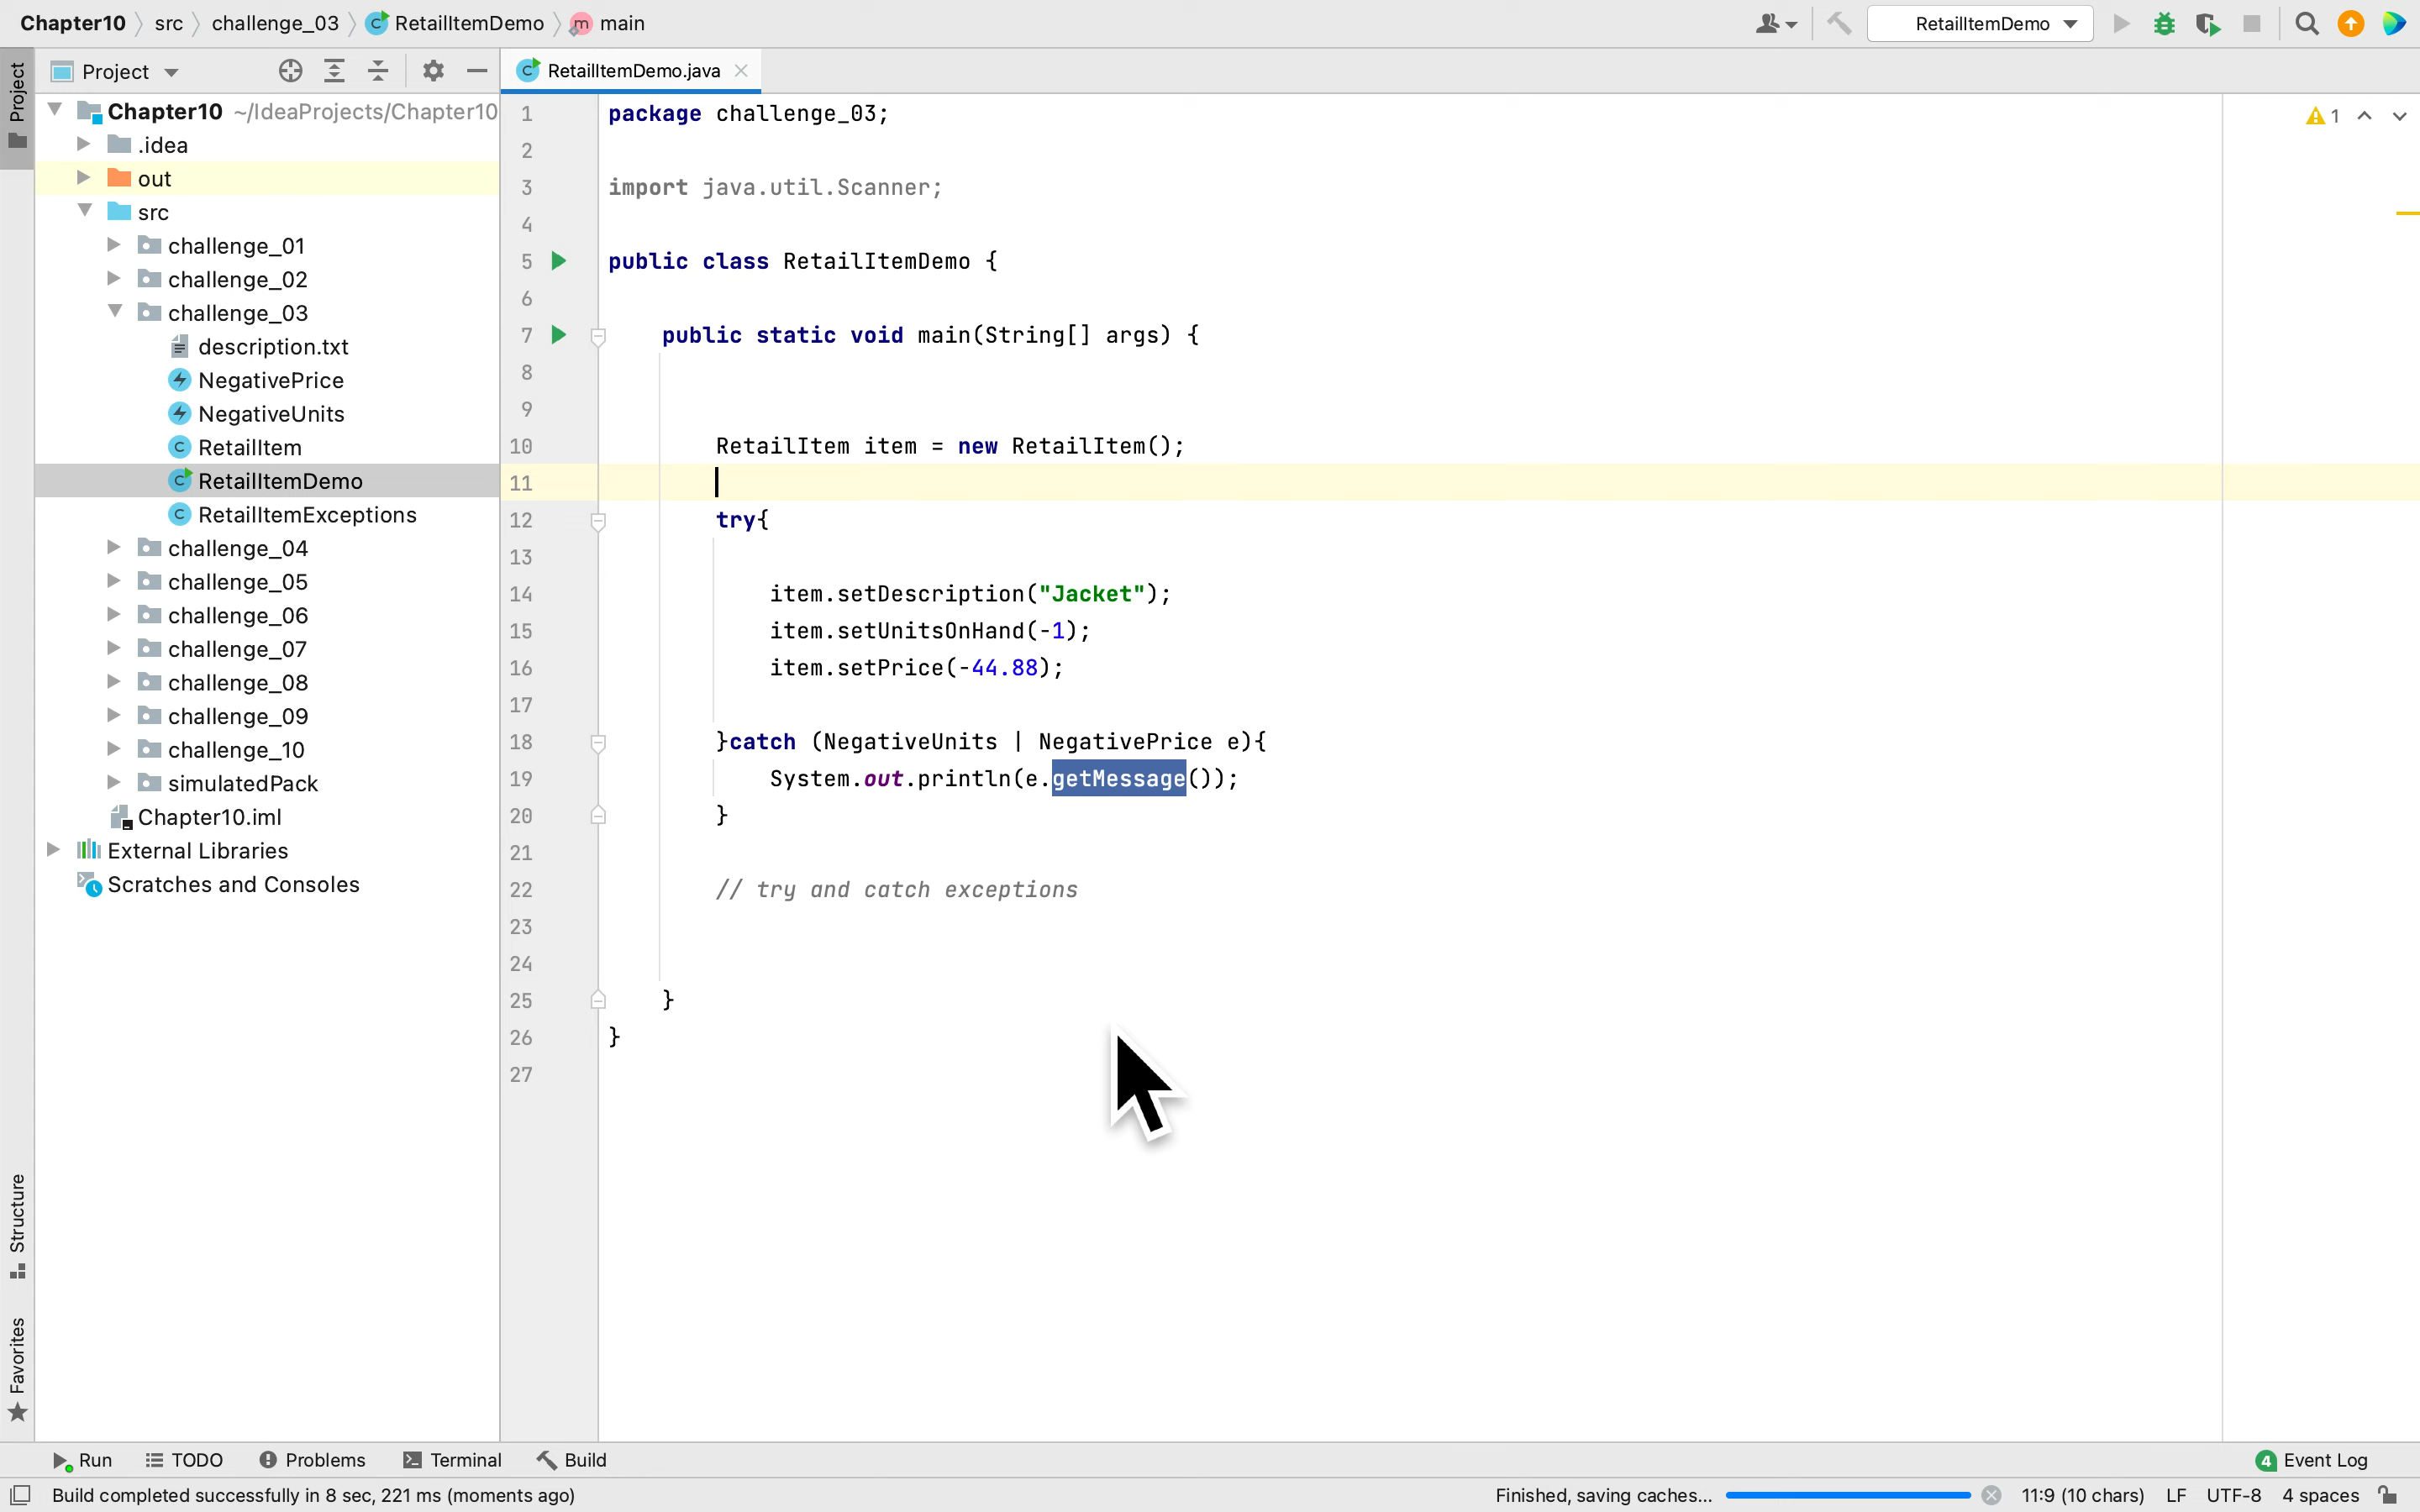 Chapter10 src challenge_03 RetailItemDemo m main RetailItemDemo
Project
Project
RetailItemDemo.java
Chapter10 ~/IdeaProjects/Chapter10
.idea
out
src
challenge_01
challenge_02
challenge_03
description.txt
NegativePrice
NegativeUnits
RetailItem
RetailItemDemo
RetailItemExceptions
challenge_04
challenge_05
challenge_06
challenge_07
challenge_08
challenge_09
challenge_10
simulatedPack
Chapter10.iml
External Libraries
Scratches and Consoles
Structure
Favorites
1 package challenge_03;
2
3 import java.util.Scanner;
4
5 public class RetailItemDemo {
6
7 public static void main(String[] args) {
8
9
10 RetailItem item = new RetailItem();
11
12 try{
13
14 item.setDescription("Jacket");
15 item.setUnitsOnHand(-1);
16 item.setPrice(-44.88);
17
18 }catch (NegativeUnits | NegativePrice e){
19 System.out.println(e.getMessage());
20 }
21
22 // try and catch exceptions
23
24
25 }
26 }
27
1
Run TODO Problems Terminal Build 4 Event Log
Build completed successfully in 8 sec, 221 ms (moments ago) Finished, saving caches... 11:9 (10 chars) LF UTF-8 4 spaces